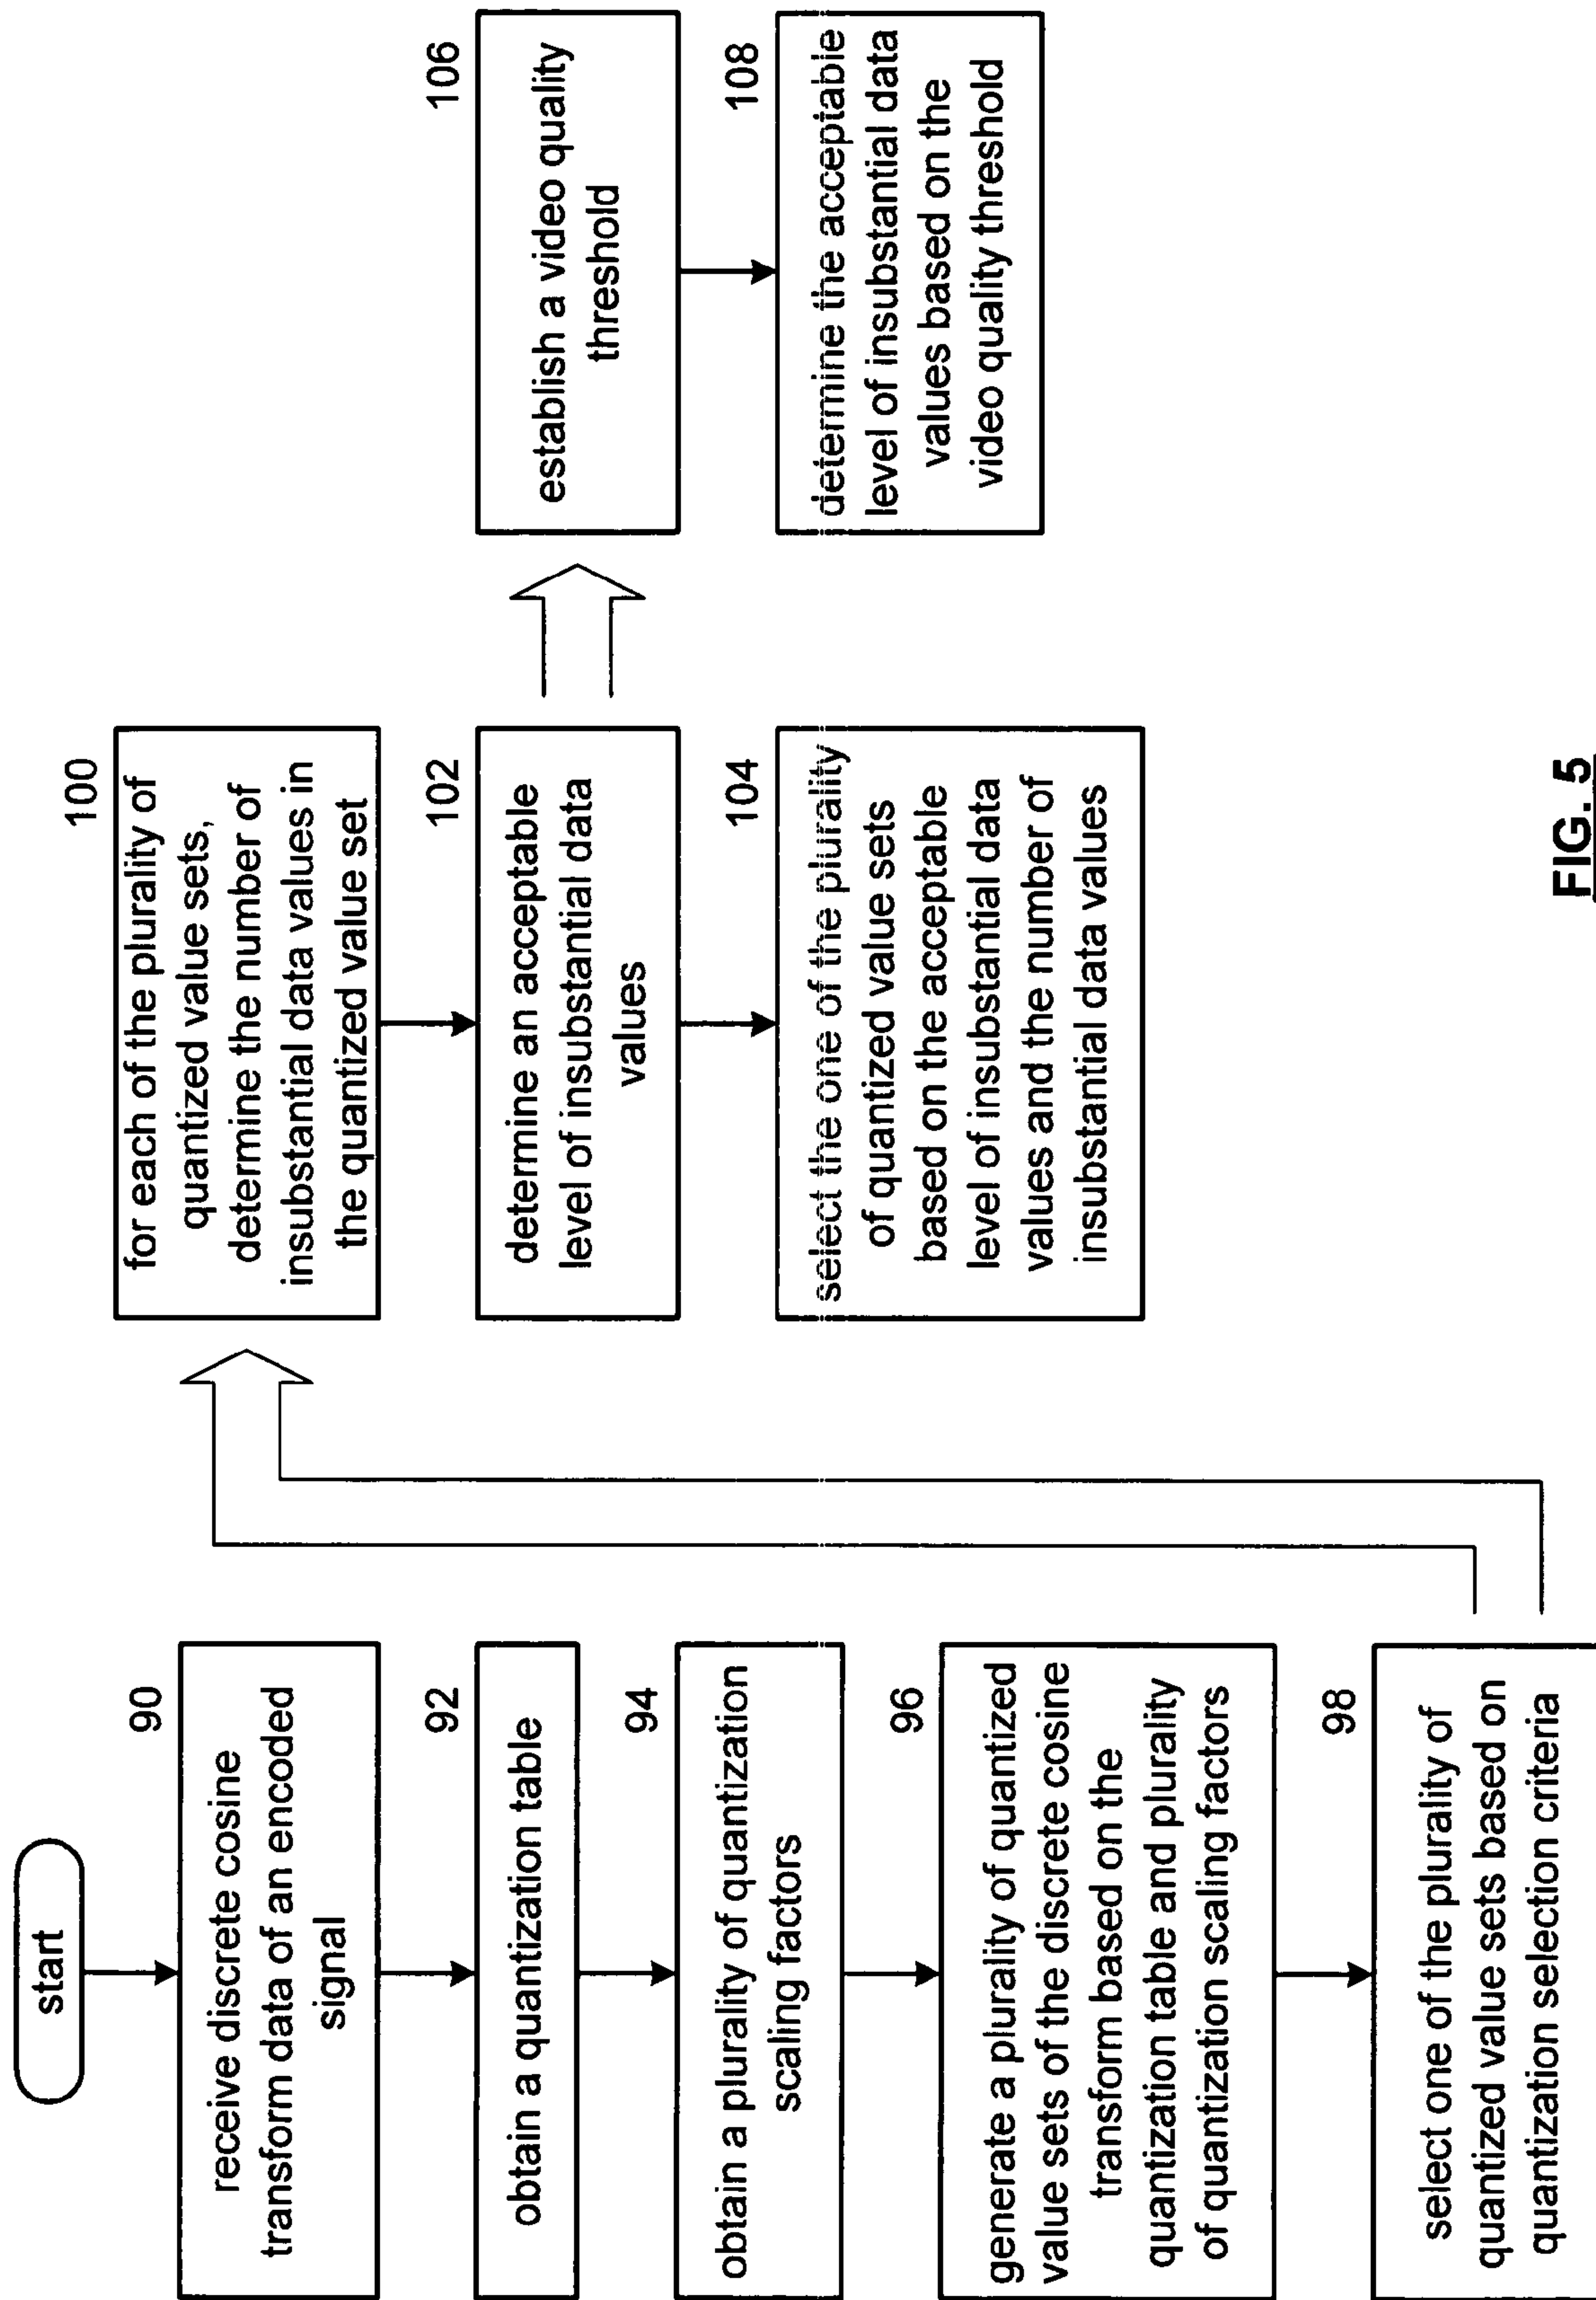 start
90
receive discrete cosine
transform data of an encoded
signal
92
obtain a quantization table
94
obtain a plurality of quantization
scaling factors
96
generate a plurality of quantized
value sets of the discrete cosine
transform based on the
quantization table and plurality
of quantization scaling factors
98
select one of the plurality of
quantized value sets based on
quantization selection criteria
100
for each of the plurality of
quantized value sets,
determine the number of
insubstantial data values in
the quantized value set
102
determine an acceptable
level of insubstantial data
values
104
select the one of the plurality
of quantized value sets
based on the acceptable
level of insubstantial data
values and the number of
insubstantial data values
106
establish a video quality
threshold
108
determine the acceptable
level of insubstantial data
values based on the
video quality threshold
FIG. 5